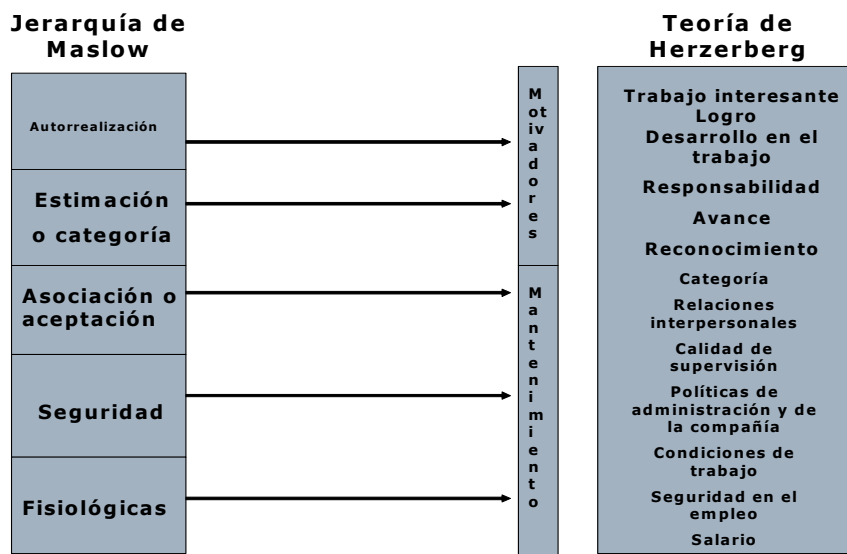 Jerarquía de
Maslow
Autorrealización
Estimación
o categoría
Asociación o
aceptación
Seguridad
Fisiológicas
M
ot
iv
a
d
o
r
e
s
M
a
n
t
e
n
i
m
i
e
n
t
o
Teoría de
Herzerberg
Trabajo interesante
Logro
Desarrollo en el
trabajo
Responsabilidad
Avance
Reconocimiento
Categoría
Relaciones
interpersonales
Calidad de
supervisión
Políticas de
administración y de
la compañía
Condiciones de
trabajo
Seguridad en el
empleo
Salario